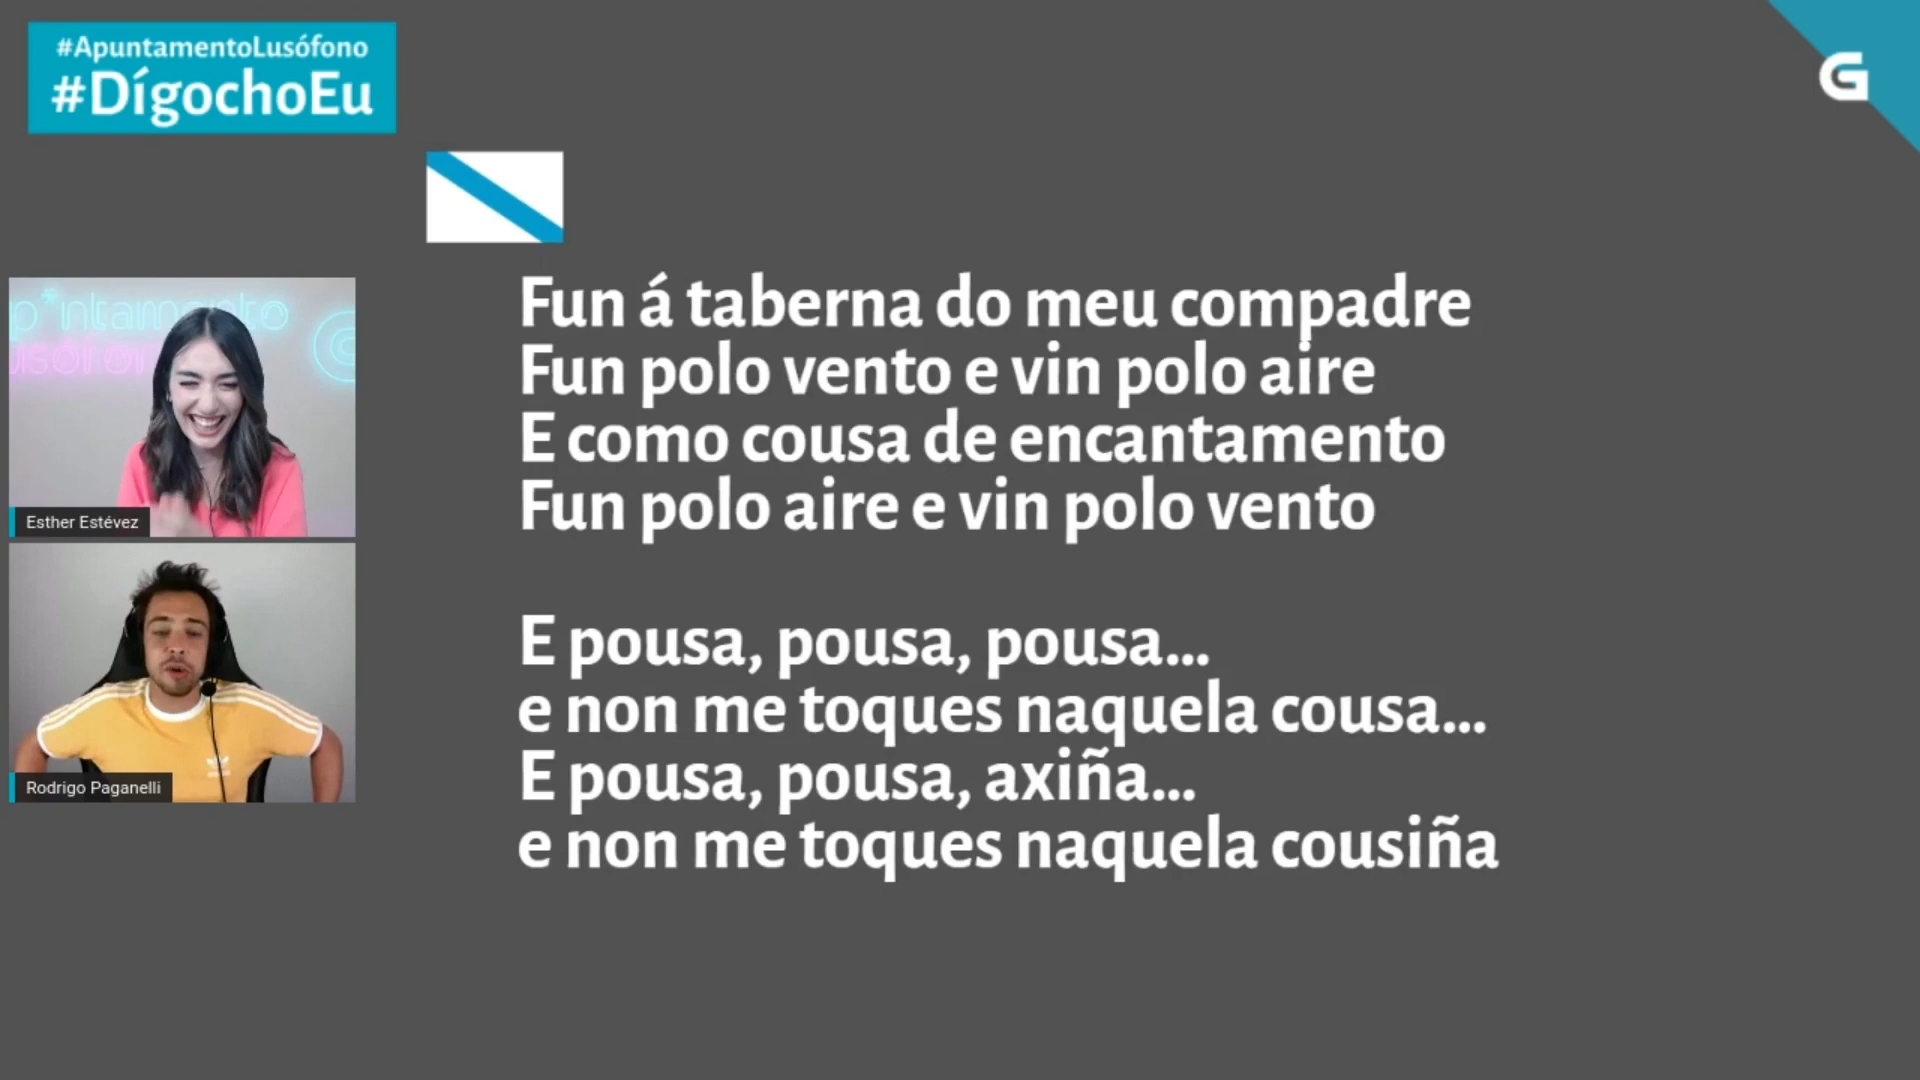 #ApuntamentoLusófono
#DígochoEu
G
Fun á taberna do meu compadre
Fun polo vento e vin polo aire
E como cousa de encantamento
Fun polo aire e vin polo vento
E pousa, pousa, pousa...
e non me toques naquela cousa...
E pousa, pousa, axiña...
e non me toques naquela cousiña
Esther Estévez
Rodrigo Paganelli